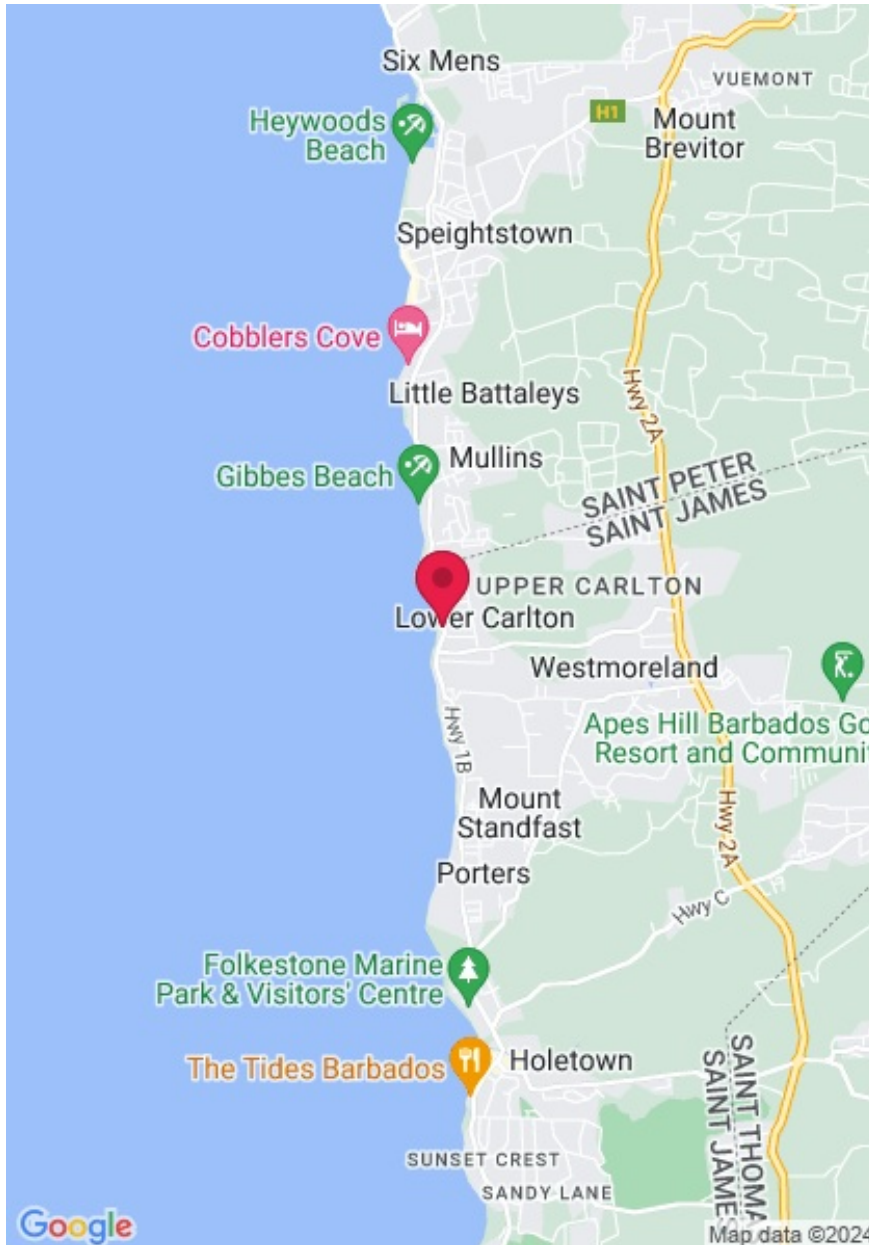 Six Mens
VUEMONT
Heywoods
Beach
H1
Mount
Brevitor
Speightstown
Cobblers Cove
Hwy 2A
Little Battaleys
Mullins
Gibbes Beach
SAINT PETER
SAINT JAMES
UPPER CARLTON
Lower Carlton
Westmoreland
Hwy 1B
Apes Hill Barbados Go
Resort and Communit
Mount
Standfast
Hwy 2A
Porters
Hwy C
Folkestone Marine
Park & Visitors' Centre
The Tides Barbados
Holetown
SAINT THOMA
SAINT JAMES
SUNSET CREST
SANDY LANE
Google
Map data ©2024